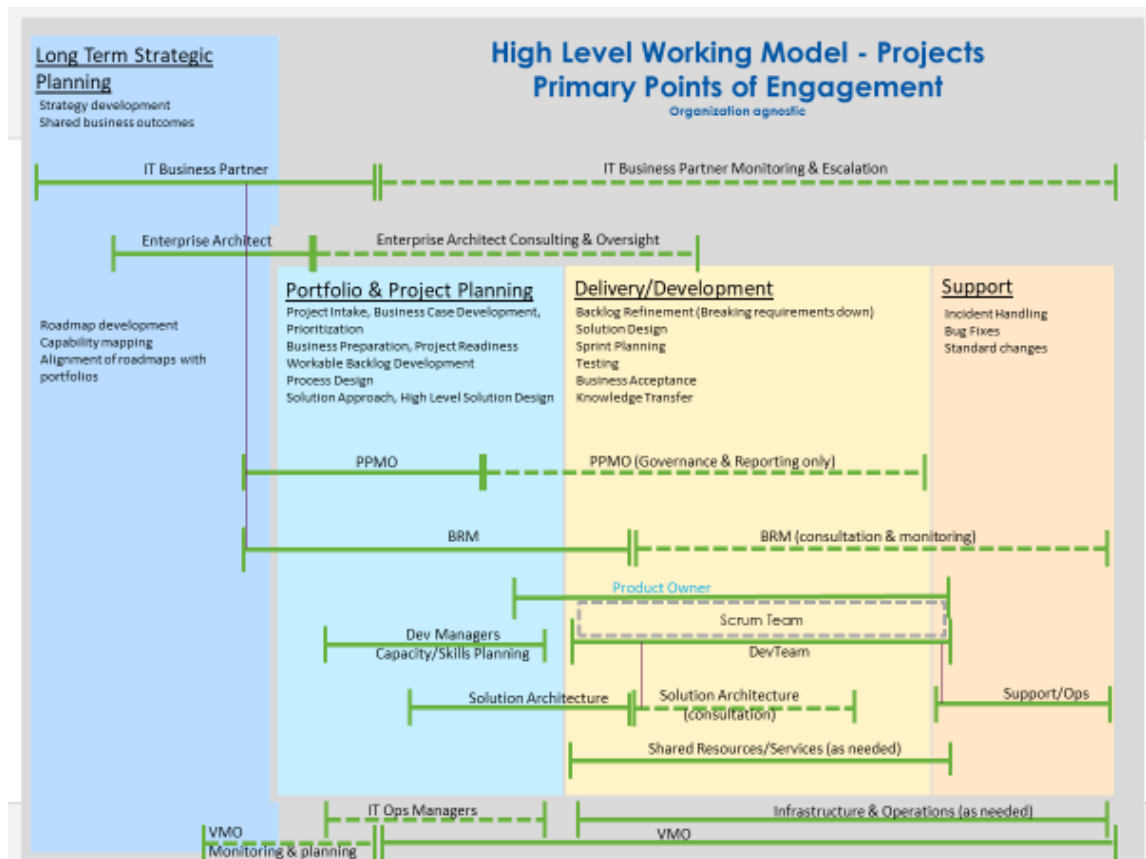 Long Term Strategic
Planning
Strategy development
Shared business outcomes
High Level Working Model - Projects
Primary Points of Engagement
Organization agnostic
IT Business Partner
IT Business Partner Monitoring & Escalation
Enterprise Architect
Enterprise Architect Consulting & Oversight
Roadmap development
Capability mapping
Alignment of roadmaps with
portfolios
Portfolio & Project Planning
Project Intake, Business Case Development,
Prioritization
Business Preparation, Project Readiness
Workable Backlog Development
Process Design
Solution Approach, High Level Solution Design
Delivery/Development
Backlog Refinement (Breaking requirements down)
Solution Design
Sprint Planning
Testing
Business Acceptance
Knowledge Transfer
Support
Incident Handling
Bug Fixes
Standard changes
PPMO
PPMO (Governance & Reporting only)
BRM
BRM (consultation & monitoring)
Product Owner
Scrum Team
Dev Managers
Capacity/Skills Planning
DevTeam
Solution Architecture
Solution Architecture
(consultation)
Support/Ops
Shared Resources/Services (as needed)
IT Ops Managers
Infrastructure & Operations (as needed)
VMO
Monitoring & planning
VMO